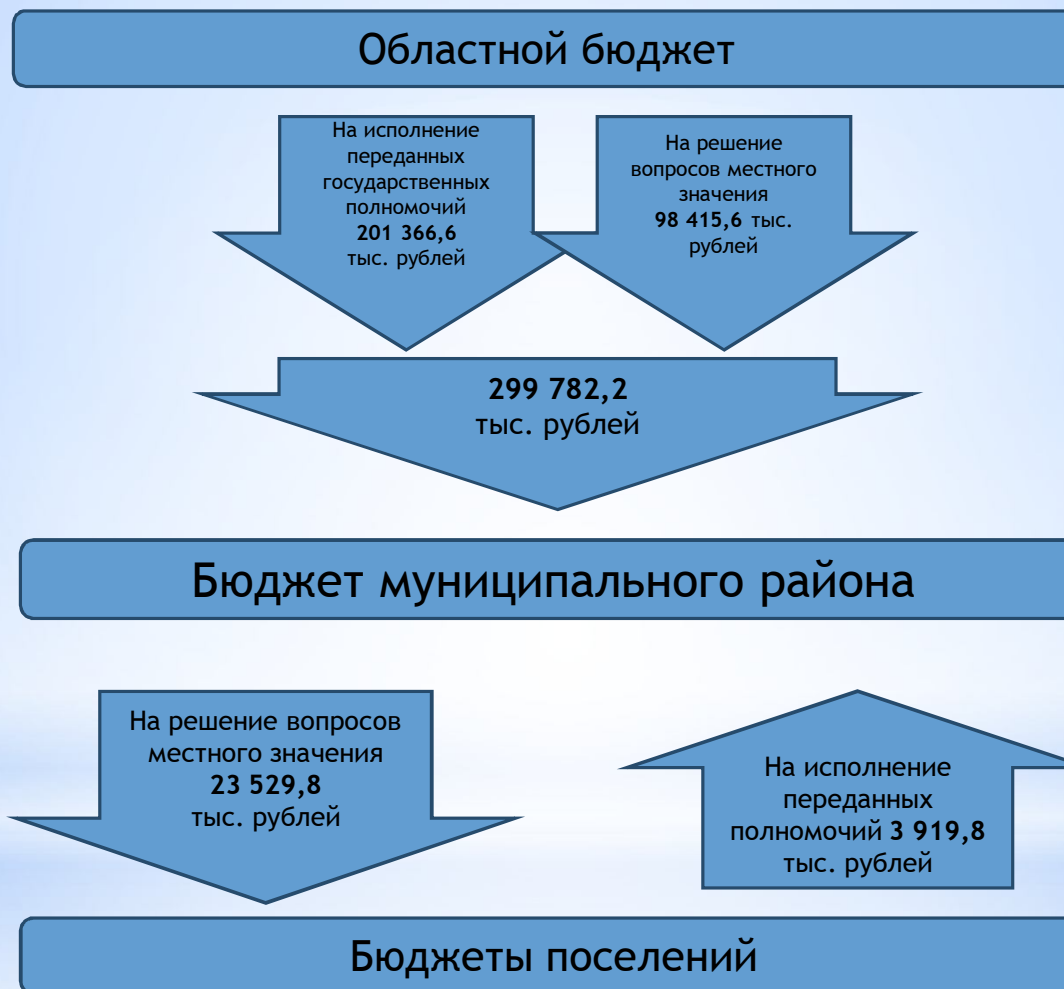 Областной бюджет
На исполнение
переданных
государственных
полномочий
201 366,6
тыс. рублей
На решение
вопросов местного
значения
98 415,6 тыс.
рублей
299 782,2
тыс. рублей
Бюджет муниципального района
На решение вопросов
местного значения
23 529,8
тыс. рублей
На исполнение
переданных
полномочий 3 919,8
тыс. рублей
Бюджеты поселений